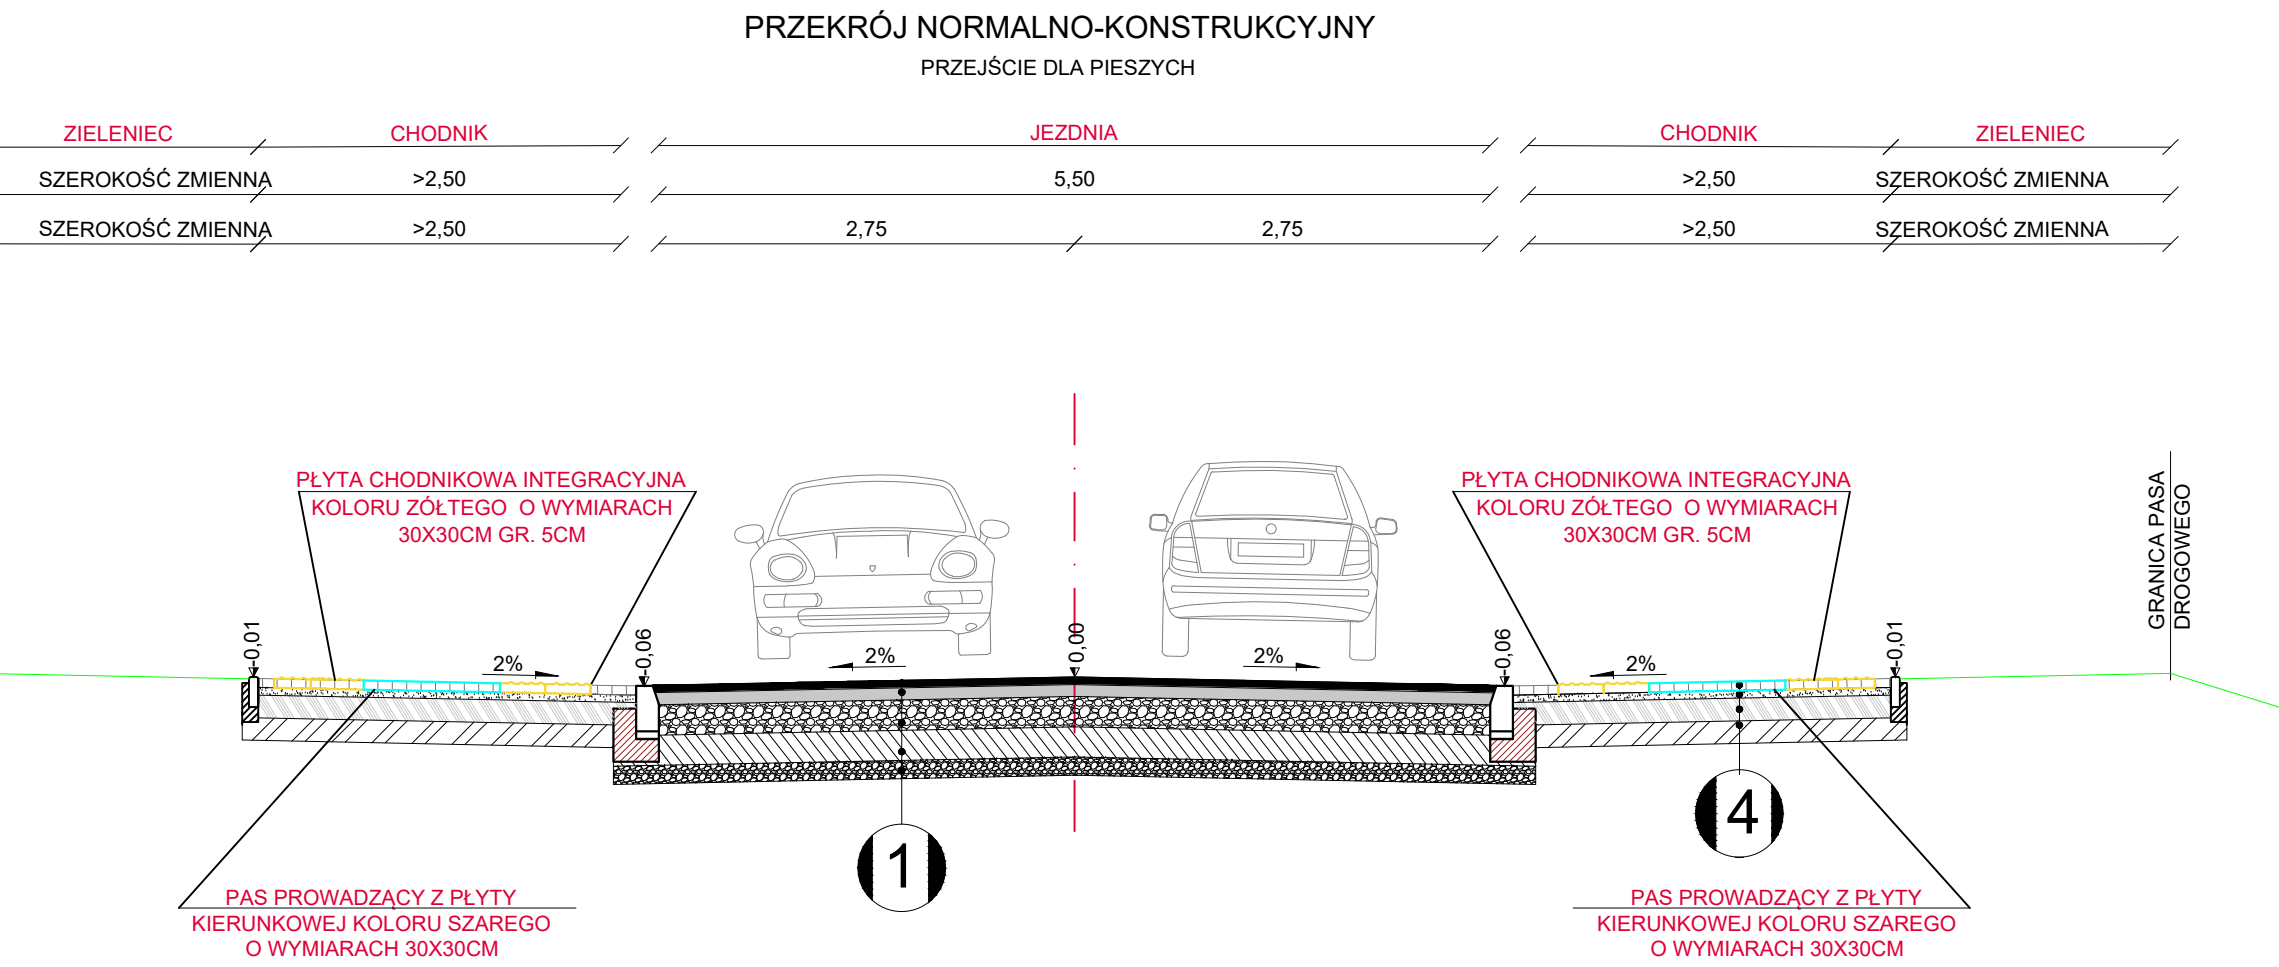 PRZEKRÓJ NORMALNO-KONSTRUKCYJNY
PRZEJŚCIE DLA PIESZYCH
ZIELENIEC CHODNIK JEZDNIA CHODNIK ZIELENIEC
SZEROKOŚĆ ZMIENNA >2,50 5,50 >2,50 SZEROKOŚĆ ZMIENNA
SZEROKOŚĆ ZMIENNA >2,50 2,75 2,75 >2,50 SZEROKOŚĆ ZMIENNA
PŁYTA CHODNIKOWA INTEGRACYJNA
KOLORU ZÓŁTEGO O WYMIARACH
30X30CM GR. 5CM
PŁYTA CHODNIKOWA INTEGRACYJNA
KOLORU ZÓŁTEGO O WYMIARACH
30X30CM GR. 5CM
GRANICA PASA
DROGOWEGO
-0,01
-0,06
0,00
-0,06
-0,01
2% 2% 2% 2%
1
4
PAS PROWADZĄCY Z PŁYTY
KIERUNKOWEJ KOLORU SZAREGO
O WYMIARACH 30X30CM
PAS PROWADZĄCY Z PŁYTY
KIERUNKOWEJ KOLORU SZAREGO
O WYMIARACH 30X30CM